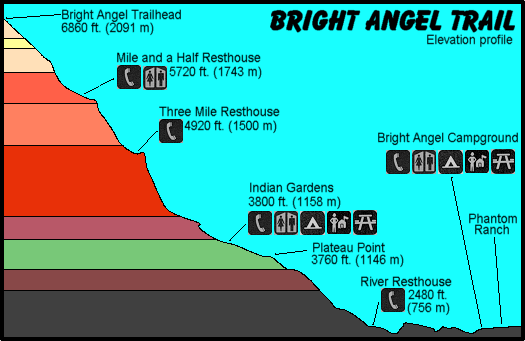 BRIGHT ANGEL TRAIL
Elevation profile
Bright Angel Trailhead
6860 ft. (2091 m)
Mile and a Half Resthouse
5720 ft. (1743 m)
Three Mile Resthouse
4920 ft. (1500 m)
Bright Angel Campground
Indian Gardens
3800 ft. (1158 m)
Phantom
Ranch
Plateau Point
3760 ft. (1146 m)
River Resthouse
2480 ft.
(756 m)